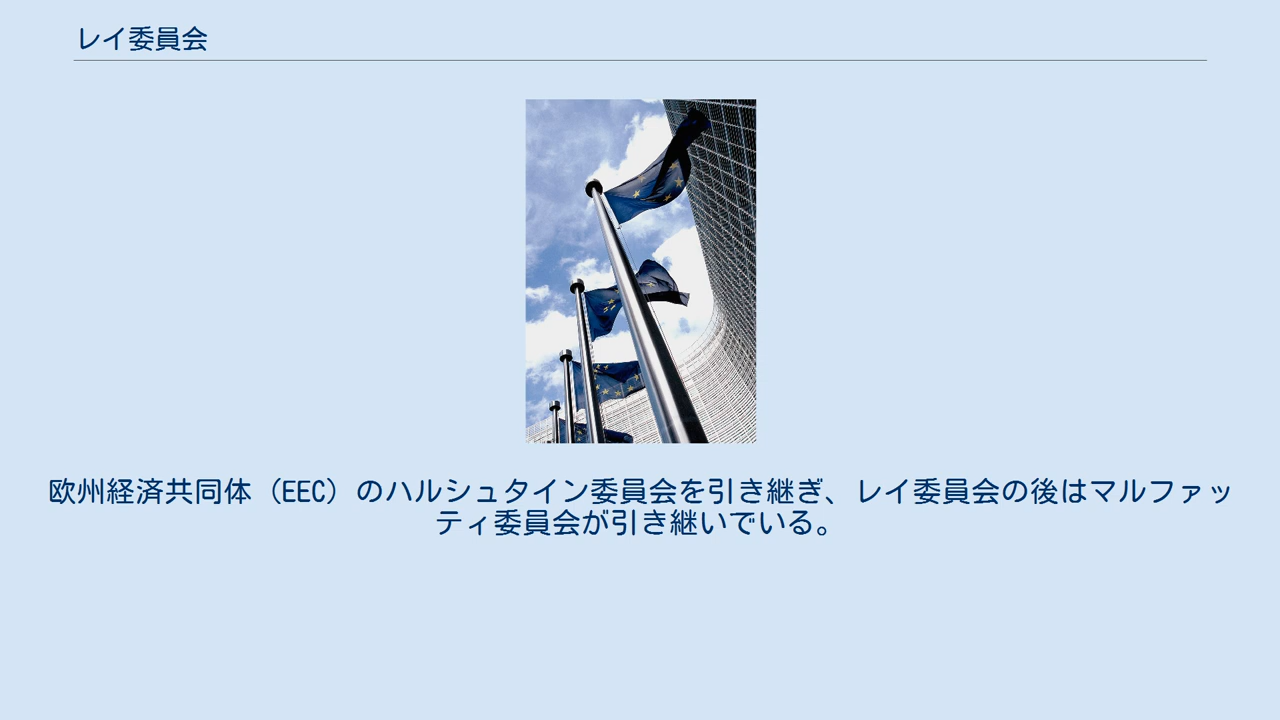 レイ委員会
欧州経済共同体（EEC）のハルシュタイン委員会を引き継ぎ、レイ委員会の後はマルファッ
ティ委員会が引き継いでいる。